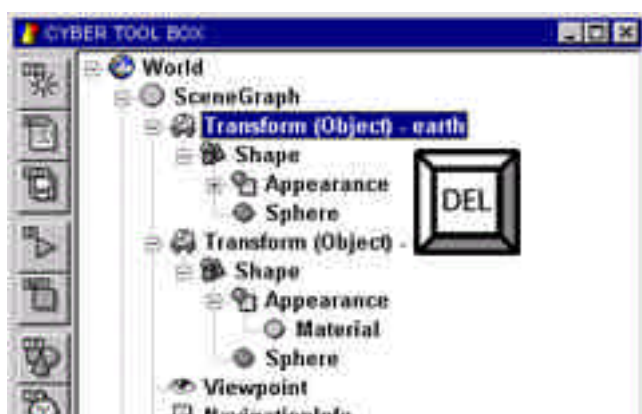 CYBER TOOL BOX
World
SceneGraph
Transform (Object) - earth
Shape
Appearance
Sphere
DEL
Transform (Object) -
Shape
Appearance
Material
Sphere
Viewpoint
NavigationInfo